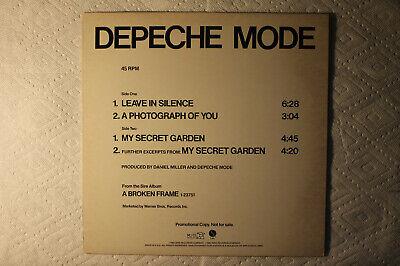 DEPECHE MODE
45 RPM
Side One
1. LEAVE IN SILENCE 6:28
2. A PHOTOGRAPH OF YOU 3:04
Side Two
1. MY SECRET GARDEN 4:45
2. FURTHER EXCERPTS FROM: MY SECRET GARDEN 4:20
PRODUCED BY DANIEL MILLER AND DEPECHE MODE
From the Sire Album
A BROKEN FRAME 1-23751
Marketed by Warner Bros. Records Inc.
Promotional Copy. Not for sale.